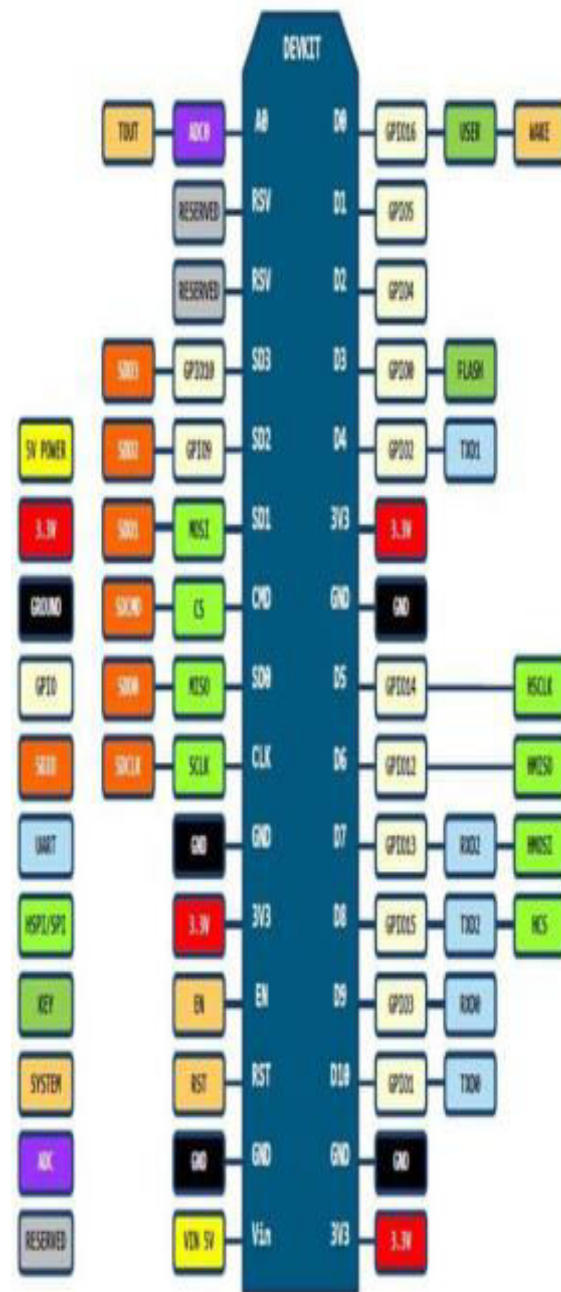 DEVKIT
TOUT ADC0 A0 D0 GPIO16 USER WAKE
RESERVED RSV D1 GPIO5
RESERVED RSV D2 GPIO4
SDD3 GPIO10 SD3 D3 GPIO0 FLASH
5V POWER SDD2 GPIO9 SD2 D4 GPIO2 TXD1
3.3V SDD1 MOSI SD1 3V3 3.3V
GROUND SDCMD CS CMD GND GND
GPIO SDD0 MISO SD0 D5 GPIO14 HSCLK
SDIO SDCLK SCLK CLK D6 GPIO12 HMISO
UART GND GND D7 GPIO13 RXD2 HMOSI
HSPI/SPI 3.3V 3V3 D8 GPIO15 TXD2 HCS
KEY EN EN D9 GPIO3 RXD0
SYSTEM RST RST D10 GPIO1 TXD0
ADC GND GND GND GND
RESERVED VIN 5V Vin 3V3 3.3V